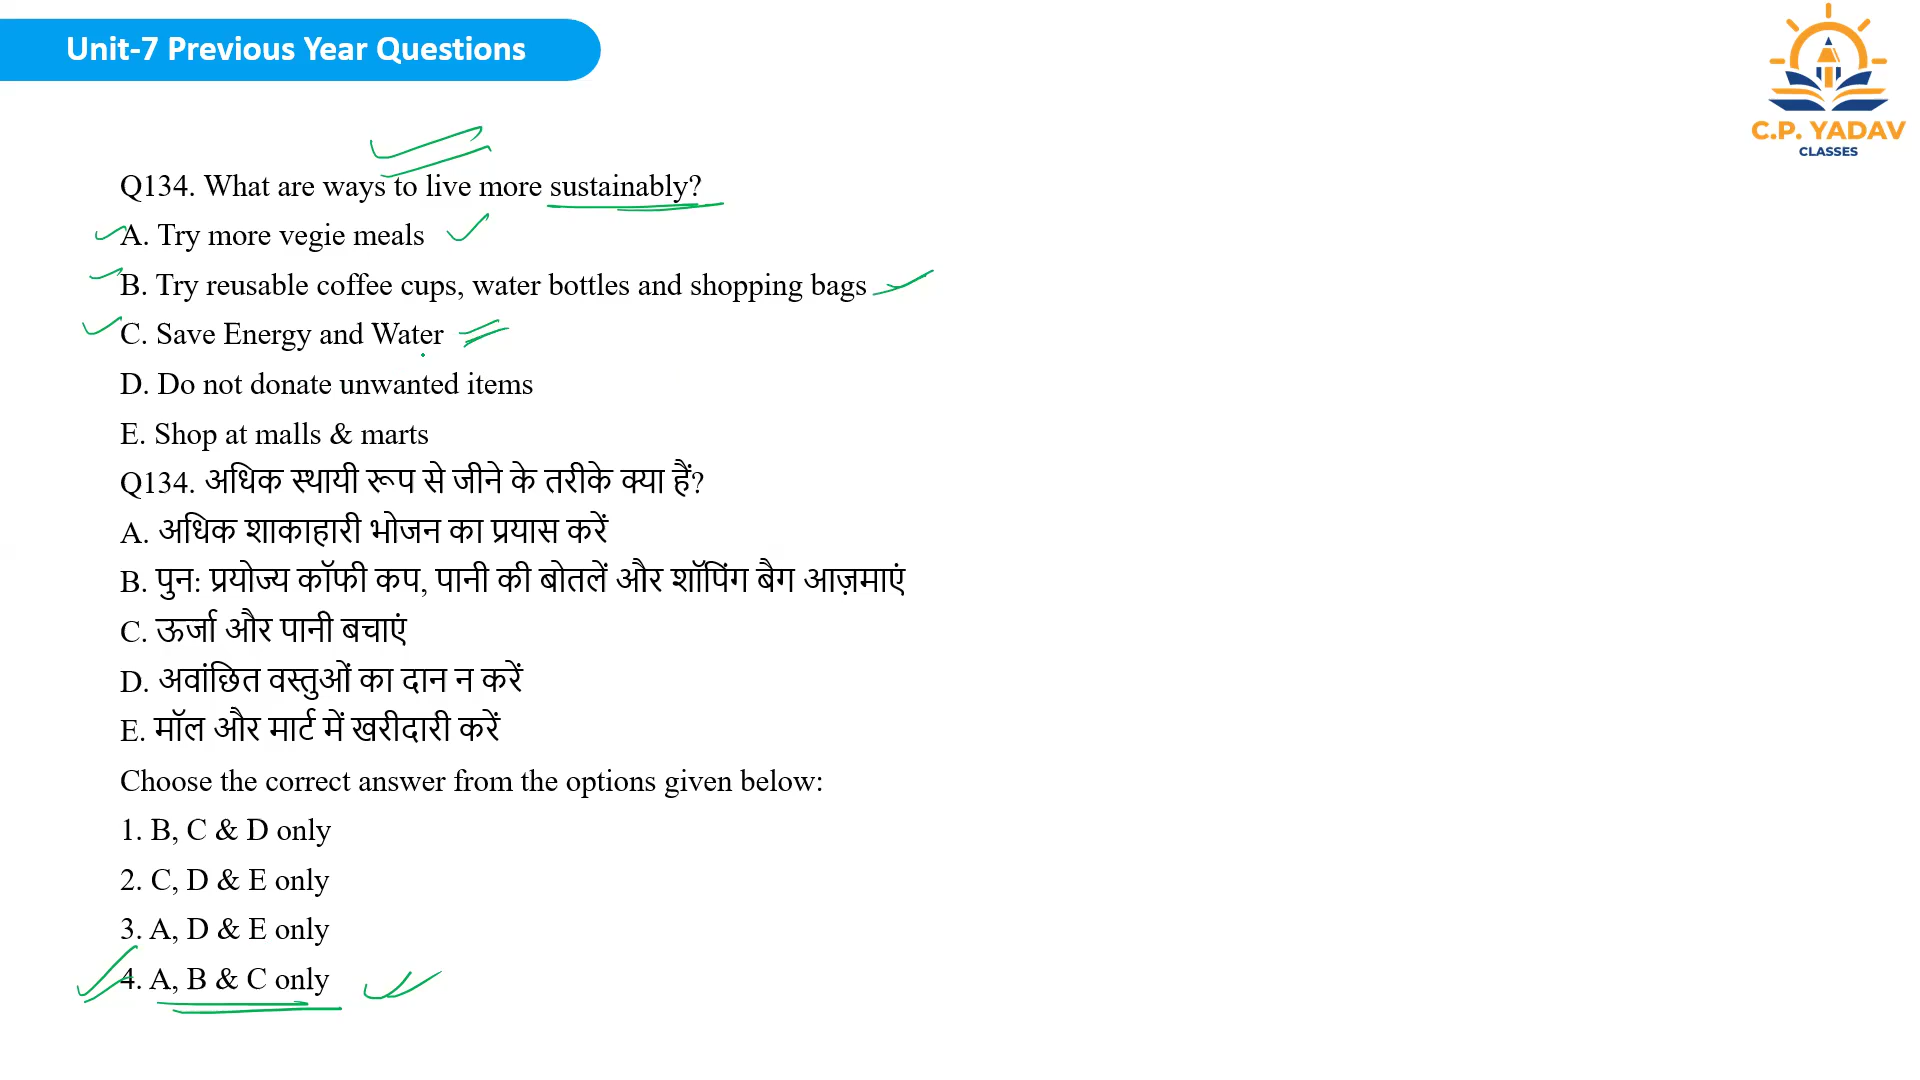 Unit-7 Previous Year Questions
C.P. YADAV
CLASSES
Q134. What are ways to live more sustainably?
A. Try more vegie meals
B. Try reusable coffee cups, water bottles and shopping bags
C. Save Energy and Water
D. Do not donate unwanted items
E. Shop at malls & marts
Q134. अधिक स्थायी रूप से जीने के तरीके क्या हैं?
A. अधिक शाकाहारी भोजन का प्रयास करें
B. पुन: प्रयोज्य कॉफी कप, पानी की बोतलें और शॉपिंग बैग आज़माएं
C. ऊर्जा और पानी बचाएं
D. अवांछित वस्तुओं का दान न करें
E. मॉल और मार्ट में खरीदारी करें
Choose the correct answer from the options given below:
1. B, C & D only
2. C, D & E only
3. A, D & E only
4. A, B & C only